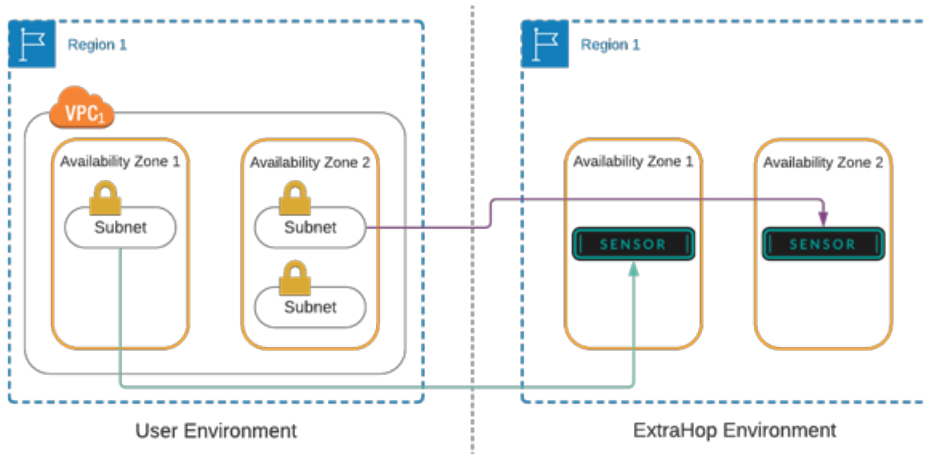 Region 1
VPC1
Availability Zone 1
Subnet
Availability Zone 2
Subnet
Subnet
User Environment
Region 1
Availability Zone 1
SENSOR
Availability Zone 2
SENSOR
ExtraHop Environment